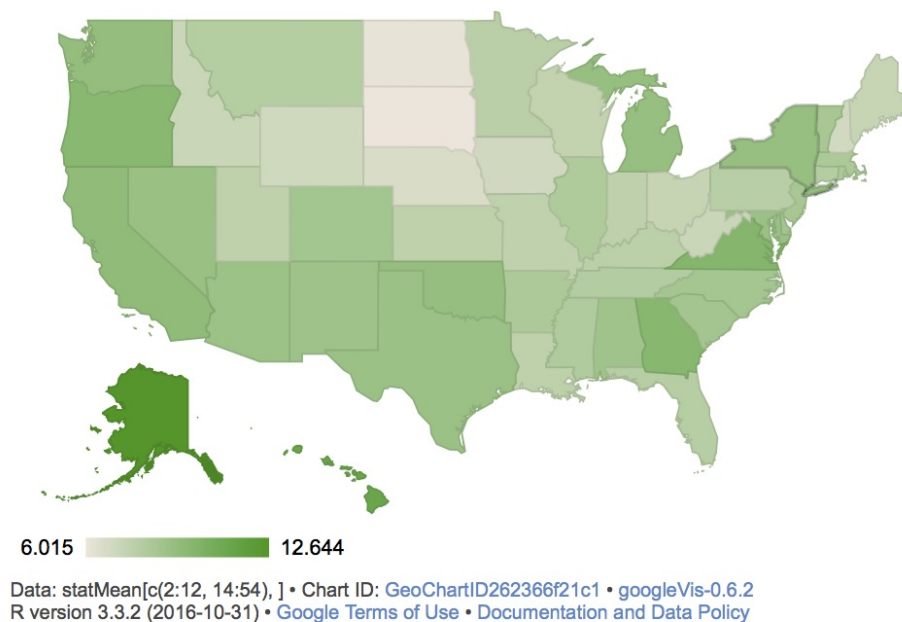 6.015 12.644
Data: statMean[c(2:12, 14:54), ] • Chart ID: GeoChartID262366f21c1 • googleVis-0.6.2
R version 3.3.2 (2016-10-31) • Google Terms of Use • Documentation and Data Policy